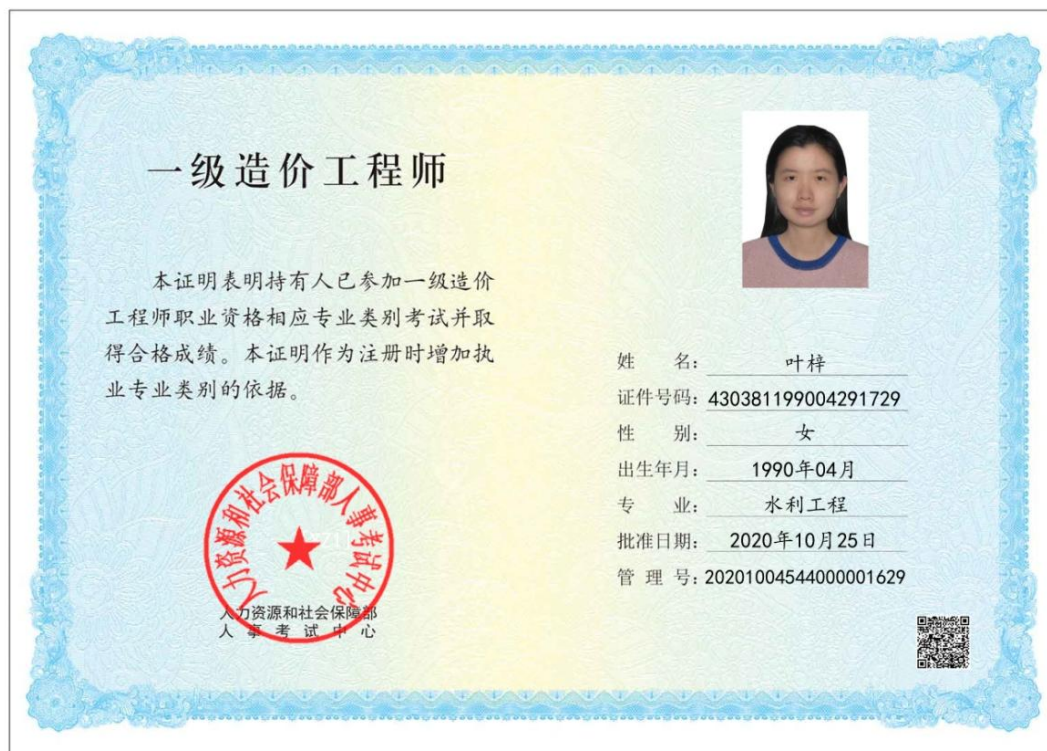 一级造价工程师
本证明表明持有人已参加一级造价
工程师职业资格相应专业类别考试并取
得合格成绩。本证明作为注册时增加执
业专业类别的依据。
人力资源和社会保障部人事考试中心
人力资源和社会保障部
人事考试中心
姓名：叶梓
证件号码：430381199004291729
性别：女
出生年月：1990年04月
专业：水利工程
批准日期：2020年10月25日
管理号：20201004544000001629